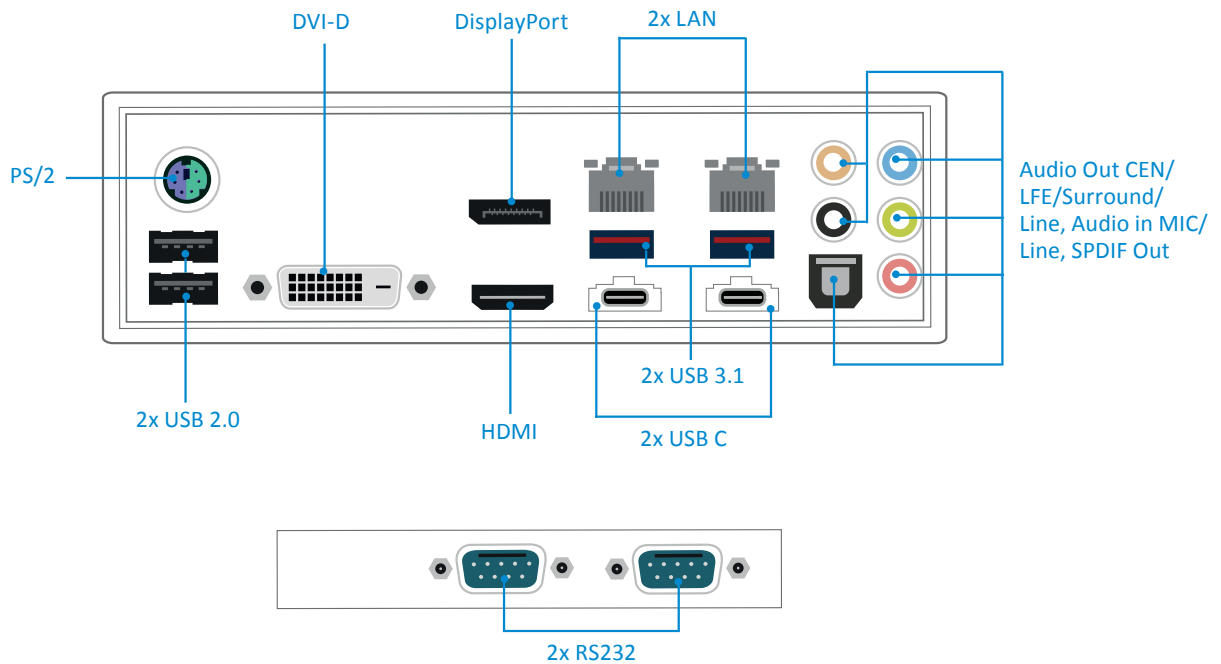 DVI-D
DisplayPort
2x LAN
PS/2
Audio Out CEN/
LFE/Surround/
Line, Audio in MIC/
Line, SPDIF Out
2x USB 3.1
2x USB 2.0
HDMI
2x USB C
2x RS232